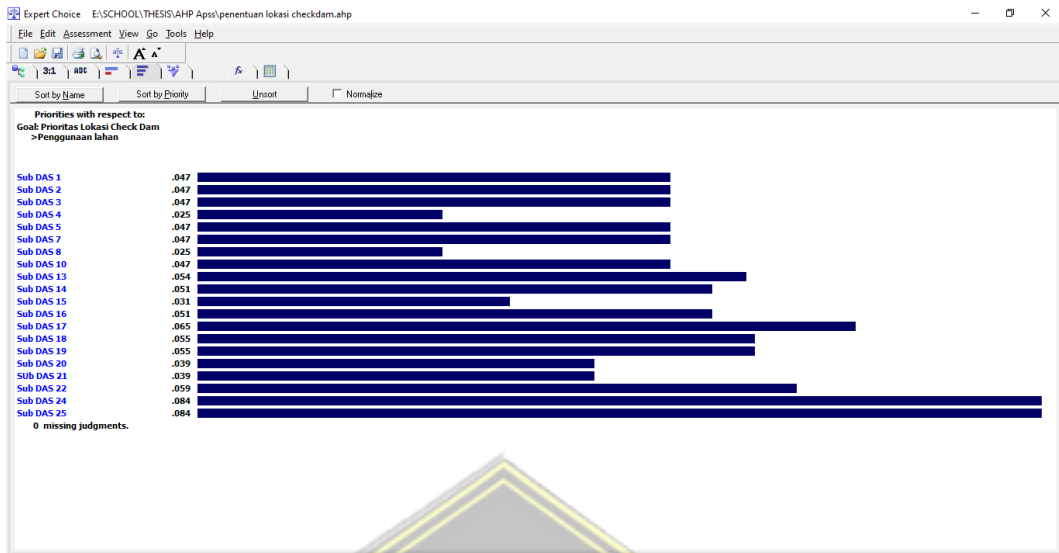 Expert Choice E:\SCHOOL\THESIS\AHP Apss\penentuan lokasi checkdam.ahp
File Edit Assessment View Go Tools Help
A A
3:1 ABC fx
Sort by Name Sort by Priority Unsort Normalize
Priorities with respect to:
Goal: Prioritas Lokasi Check Dam
>Penggunaan lahan
Sub DAS 1 .047
Sub DAS 2 .047
Sub DAS 3 .047
Sub DAS 4 .025
Sub DAS 5 .047
Sub DAS 7 .047
Sub DAS 8 .025
Sub DAS 10 .047
Sub DAS 13 .054
Sub DAS 14 .051
Sub DAS 15 .031
Sub DAS 16 .051
Sub DAS 17 .065
Sub DAS 18 .055
Sub DAS 19 .055
Sub DAS 20 .039
SUb DAS 21 .039
Sub DAS 22 .059
Sub DAS 24 .084
Sub DAS 25 .084
0 missing judgments.